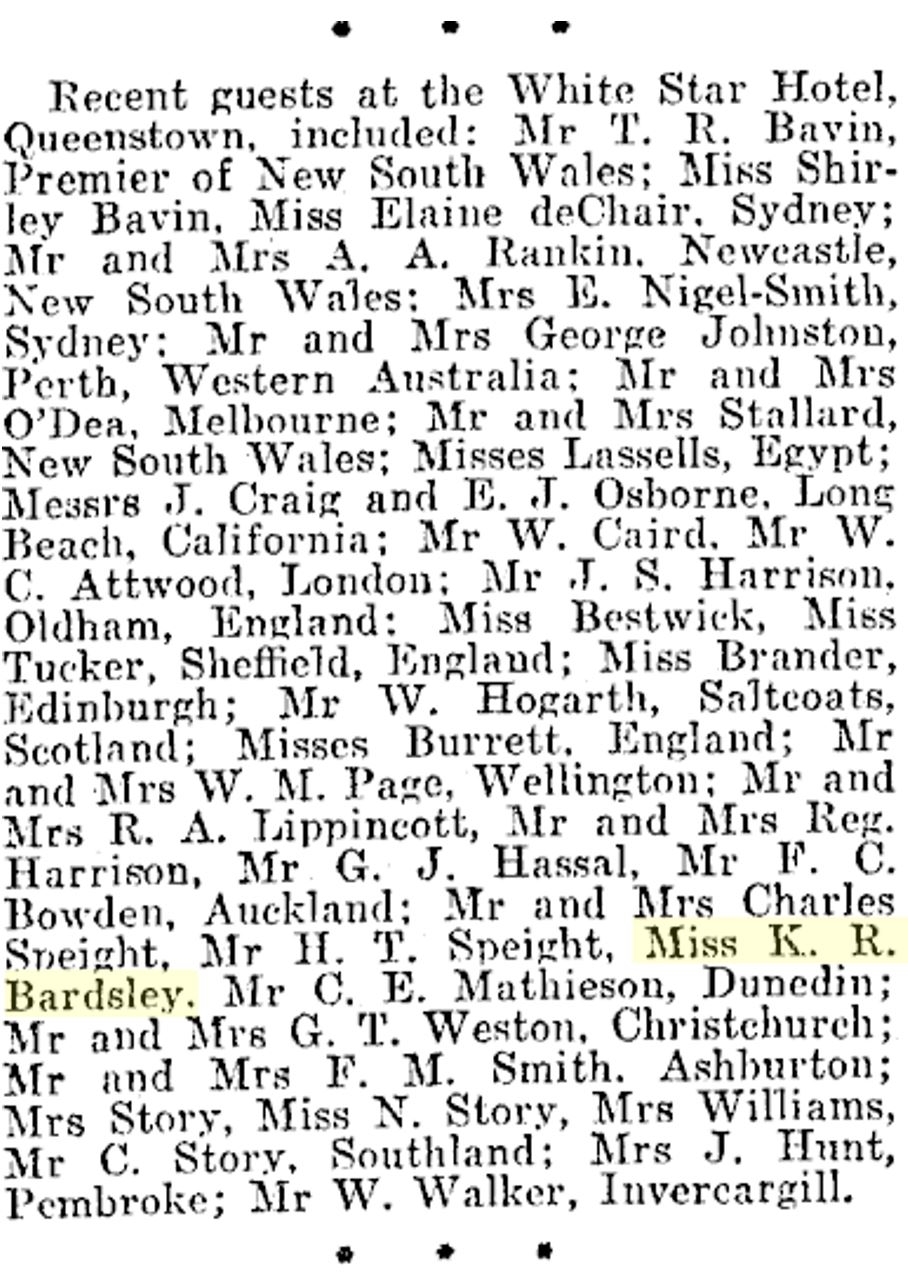 Recent guests at the White Star Hotel,
Queenstown, included: Mr T. R. Bavin,
Premier of New South Wales; Miss Shir-
ley Bavin, Miss Elaine deChair, Sydney;
Mr and Mrs A. A. Rankin, Newcastle,
New South Wales; Mrs E. Nigel-Smith,
Sydney; Mr and Mrs George Johnston,
Perth, Western Australia; Mr and Mrs
O'Dea, Melbourne; Mr and Mrs Stallard,
New South Wales; Misses Lassells, Egypt;
Messrs J. Craig and E. J. Osborne, Long
Beach, California; Mr W. Caird, Mr W.
C. Attwood, London; Mr J. S. Harrison,
Oldham, England; Miss Bestwick, Miss
Tucker, Sheffield, England; Miss Brander,
Edinburgh; Mr W. Hogarth, Saltcoats,
Scotland; Misses Burrett, England; Mr
and Mrs W. M. Page, Wellington; Mr and
Mrs R. A. Lippincott, Mr and Mrs Reg.
Harrison, Mr G. J. Hassal, Mr F. C.
Bowden, Auckland; Mr and Mrs Charles
Speight, Mr H. T. Speight, Miss K. R.
Bardsley, Mr C. E. Mathieson, Dunedin;
Mr and Mrs G. T. Weston, Christchurch;
Mr and Mrs F. M. Smith, Ashburton;
Mrs Story, Miss N. Story, Mrs Williams,
Mr C. Story, Southland; Mrs J. Hunt,
Pembroke; Mr W. Walker, Invercargill.